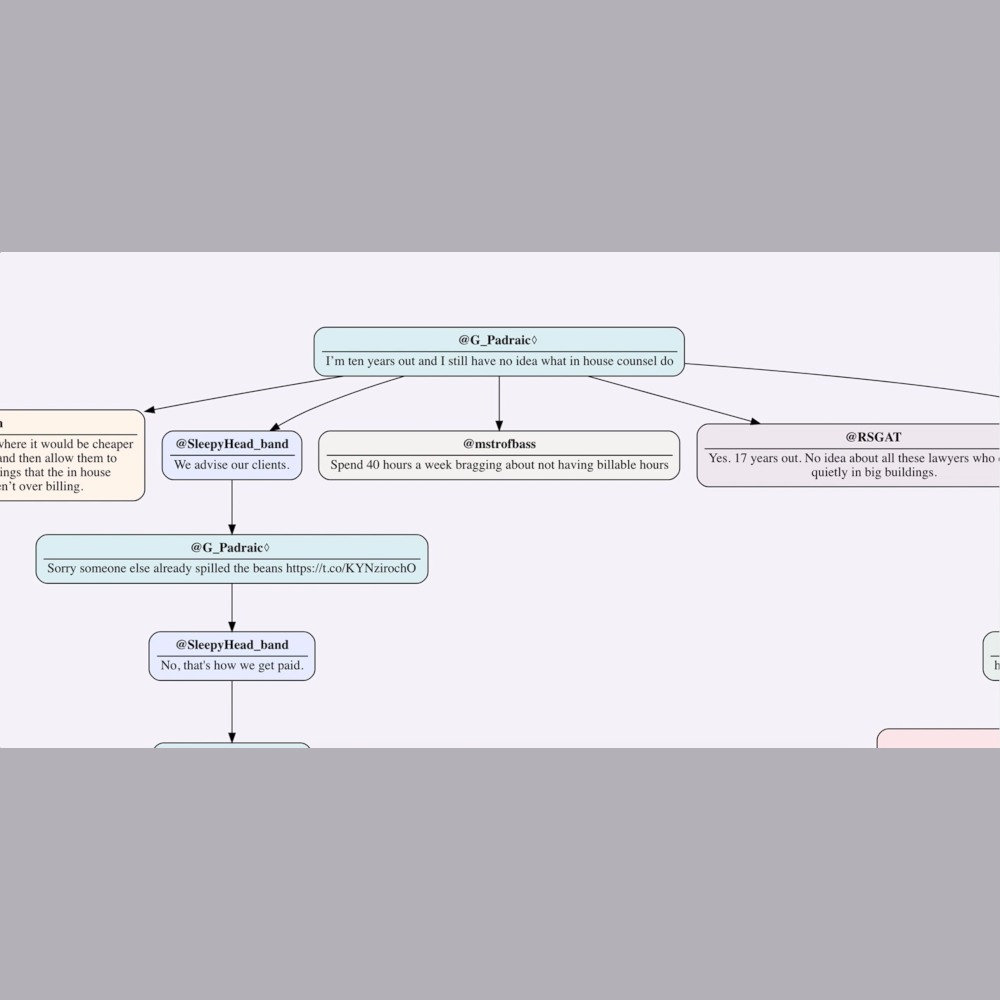 @G_Padraic◊
I'm ten years out and I still have no idea what in house counsel do
where it would be cheaper
and then allow them to
ings that the in house
en't over billing.
@SleepyHead_band
We advise our clients.
@mstrofbass
Spend 40 hours a week bragging about not having billable hours
@RSGAT
Yes. 17 years out. No idea about all these lawyers who
quietly in big buildings.
@G_Padraic◊
Sorry someone else already spilled the beans https://t.co/KYNzirochO
@SleepyHead_band
No, that's how we get paid.